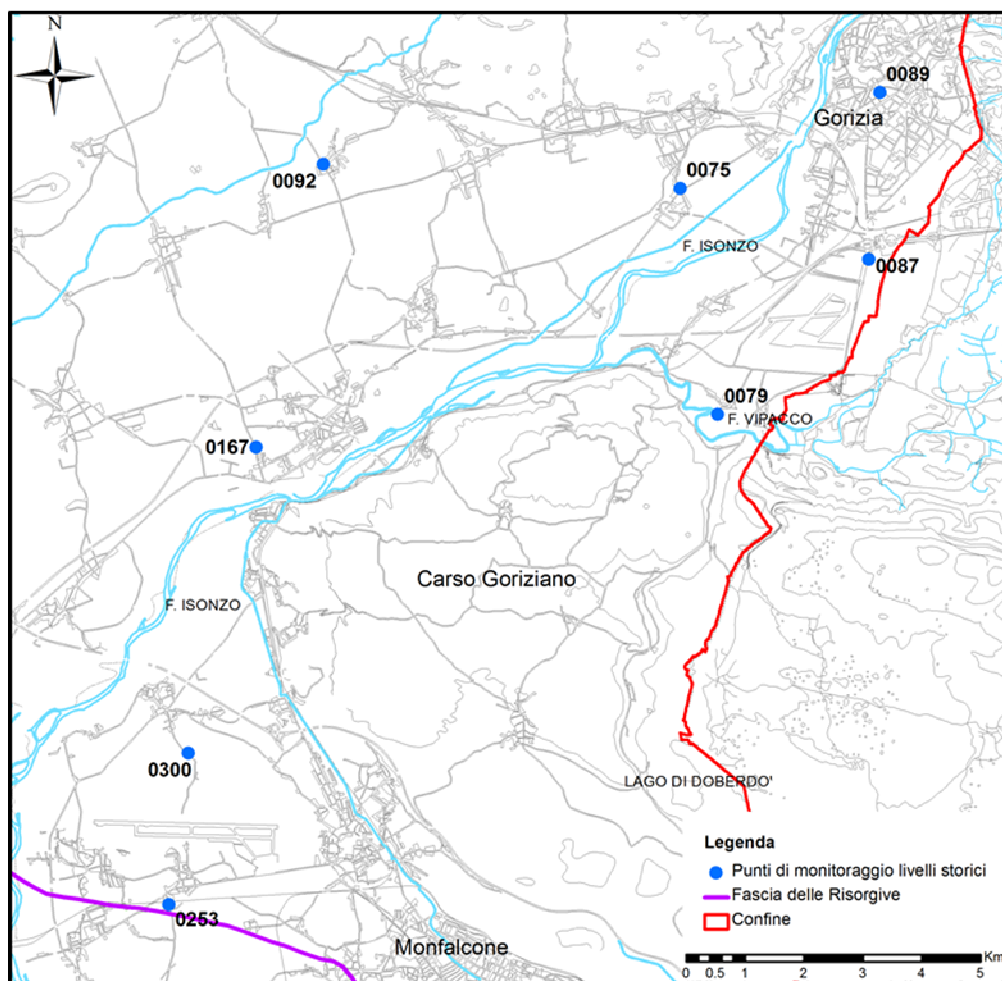 N
0089
Gorizia
0092
0075
F. ISONZO
0087
0079
F. VIPACCO
0167
Carso Goriziano
F. ISONZO
0300
LAGO DI DOBERDO'
Legenda
Punti di monitoraggio livelli storici
Fascia delle Risorgive
Confine
0253
Monfalcone
Km
0 0.5 1 2 3 4 5